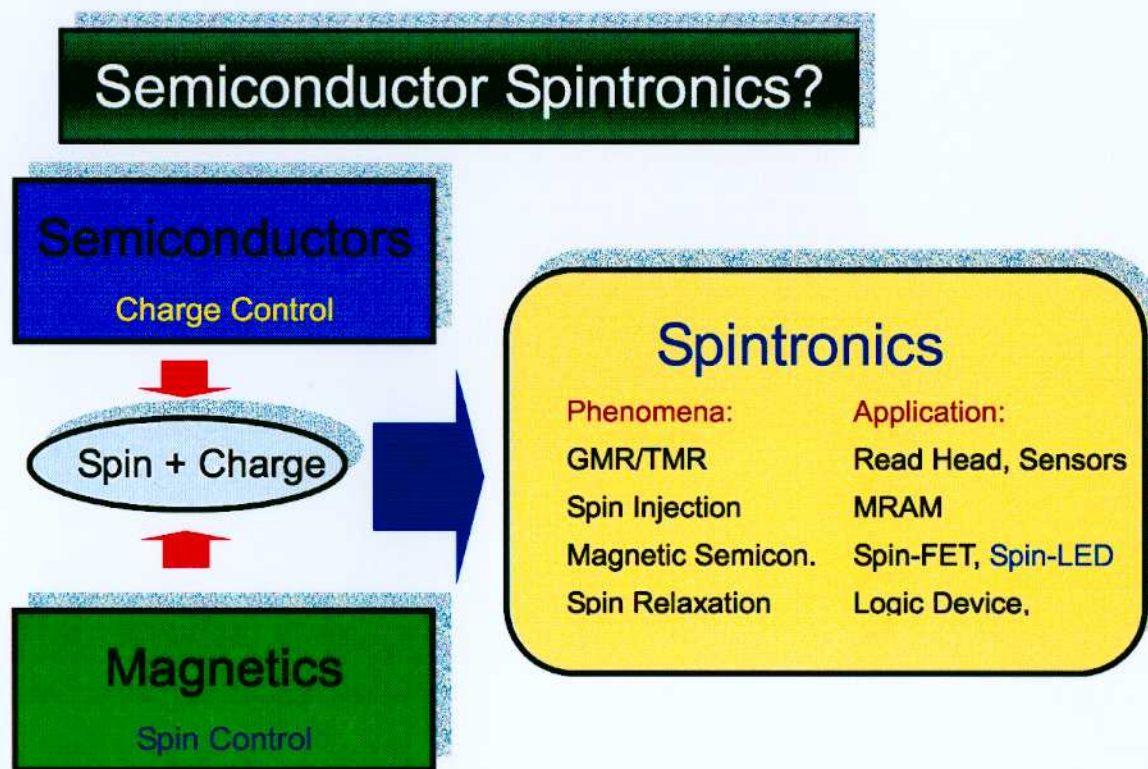 Semiconductor Spintronics?
Semiconductors
Charge Control
Spin + Charge
Magnetics
Spin Control
Spintronics
Phenomena: Application:
GMR/TMR Read Head, Sensors
Spin Injection MRAM
Magnetic Semicon. Spin-FET, Spin-LED
Spin Relaxation Logic Device,